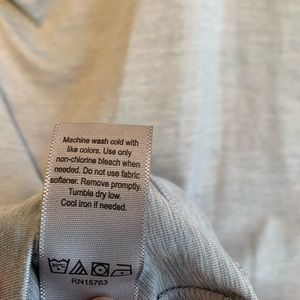 Machine wash cold with
like colors. Use only
non-chlorine bleach when
needed. Do not use fabric
softener. Remove promptly.
Tumble dry low.
Cool iron if needed.
RN15763